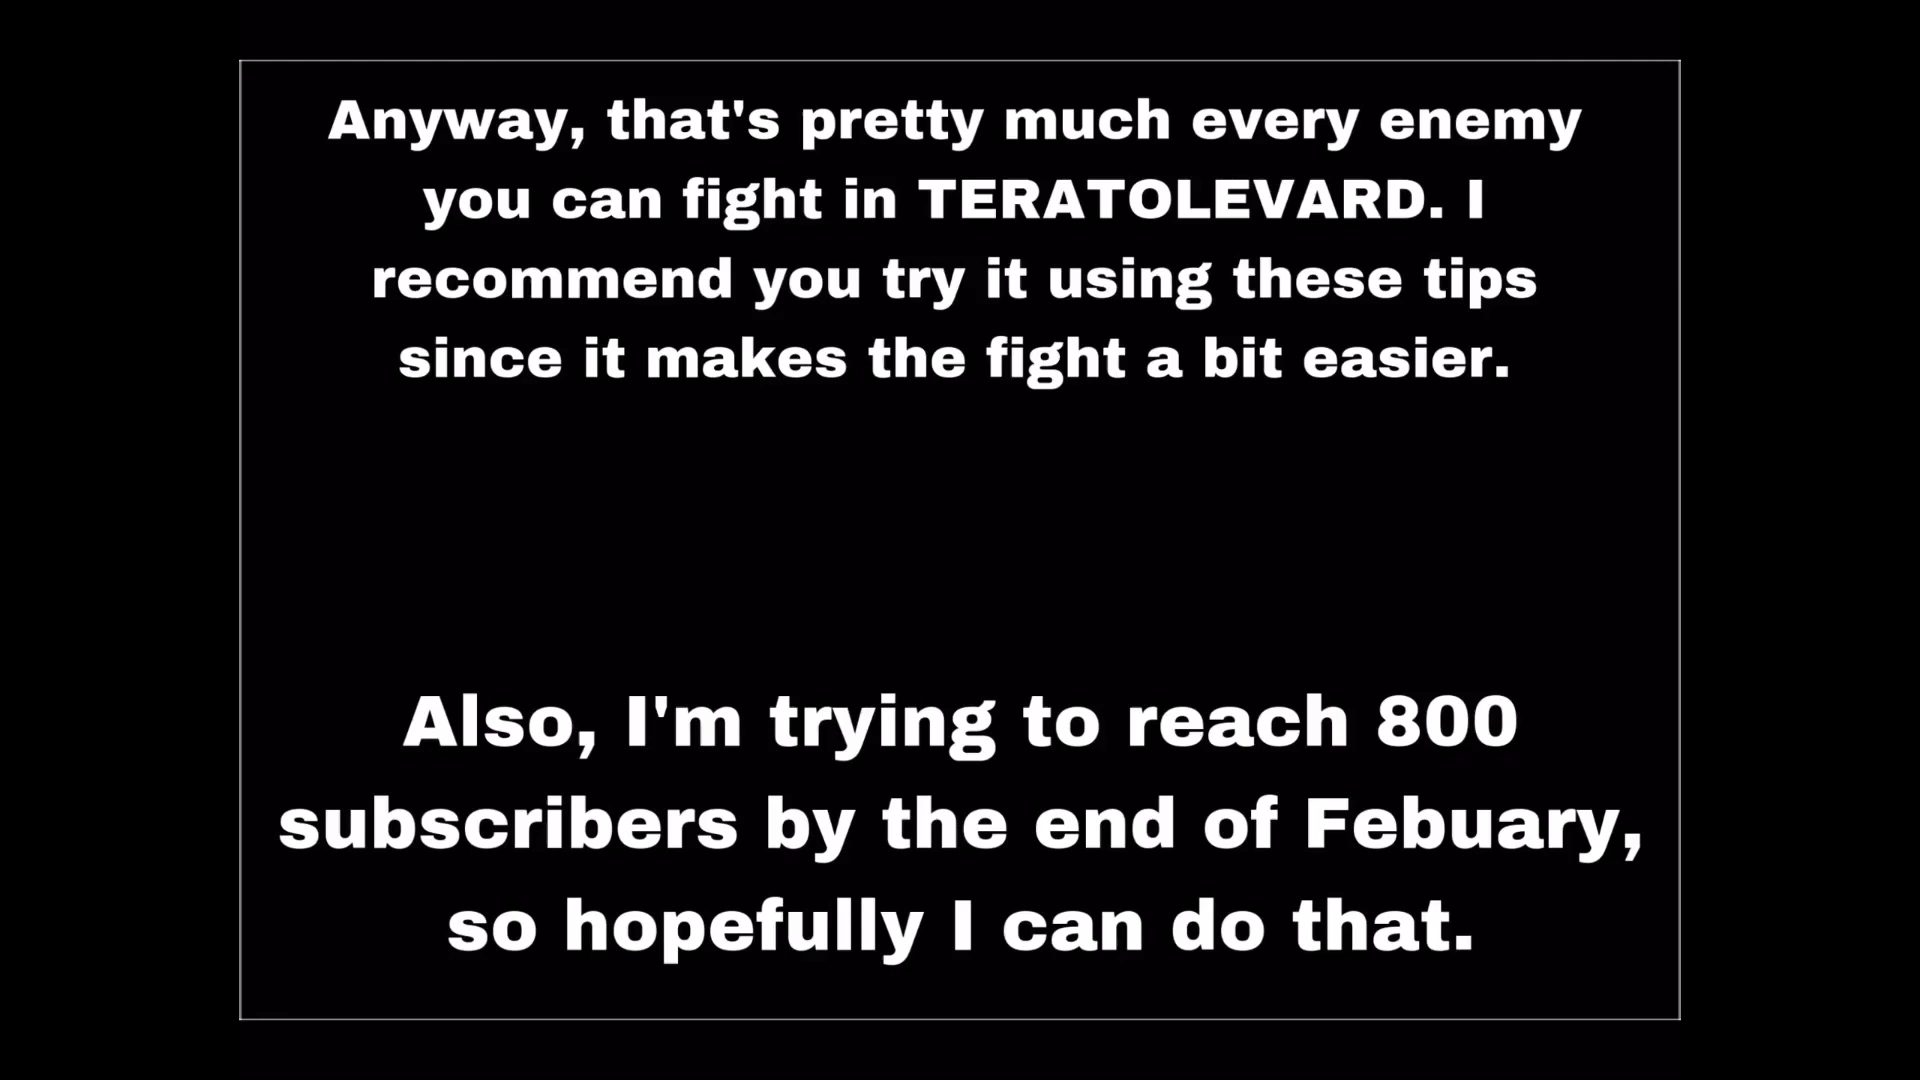 Anyway, that's pretty much every enemy
you can fight in TERATOLEVARD. I
recommend you try it using these tips
since it makes the fight a bit easier.
Also, I'm trying to reach 800
subscribers by the end of Febuary,
so hopefully I can do that.